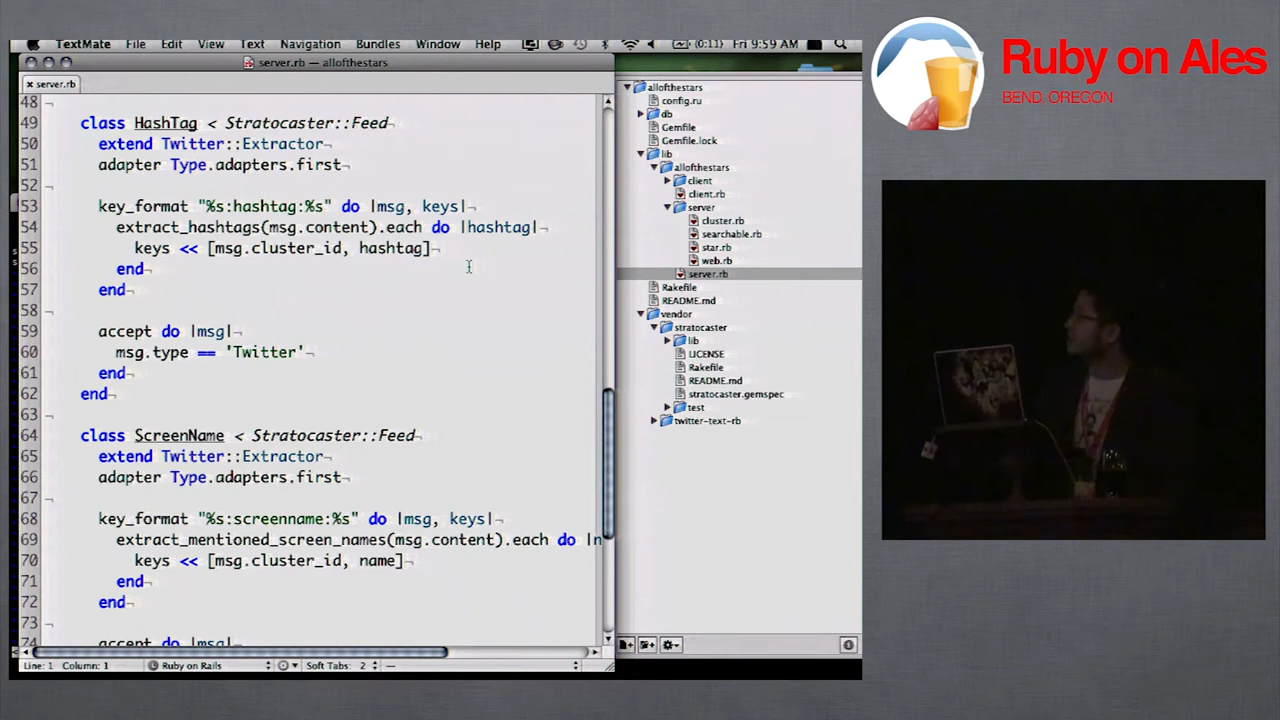 TextMate File Edit View Text Navigation Bundles Window Help (0:11) Fri 9:59 AM
server.rb — allofthestars
server.rb
48
49 class HashTag < Stratocaster::Feed
50 extend Twitter::Extractor
51 adapter Type.adapters.first
52
53 key_format "%s:hashtag:%s" do |msg, keys|
54 extract_hashtags(msg.content).each do |hashtag|
55 keys << [msg.cluster_id, hashtag]
56 end
57 end
58
59 accept do |msg|
60 msg.type == 'Twitter'
61 end
62 end
63
64 class ScreenName < Stratocaster::Feed
65 extend Twitter::Extractor
66 adapter Type.adapters.first
67
68 key_format "%s:screenname:%s" do |msg, keys|
69 extract_mentioned_screen_names(msg.content).each do |n
70 keys << [msg.cluster_id, name]
71 end
72 end
73
74 accept do |msg|
Line: 1 Column: 1 Ruby on Rails Soft Tabs: 2 —
allofthestars
config.ru
db
Gemfile
Gemfile.lock
lib
allofthestars
client
client.rb
server
cluster.rb
searchable.rb
star.rb
web.rb
server.rb
Rakefile
README.md
vendor
stratocaster
lib
LICENSE
Rakefile
README.md
stratocaster.gemspec
test
twitter-text-rb
Ruby on Ales
BEND OREGON